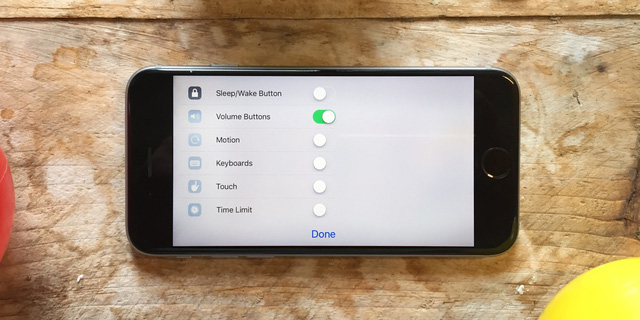 Sleep/Wake Button
Volume Buttons
Motion
Keyboards
Touch
Time Limit
Done